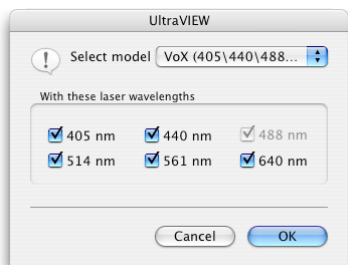 UltraVIEW
Select model VoX (405\440\488...
With these laser wavelengths
405 nm 440 nm 488 nm
514 nm 561 nm 640 nm
Cancel OK